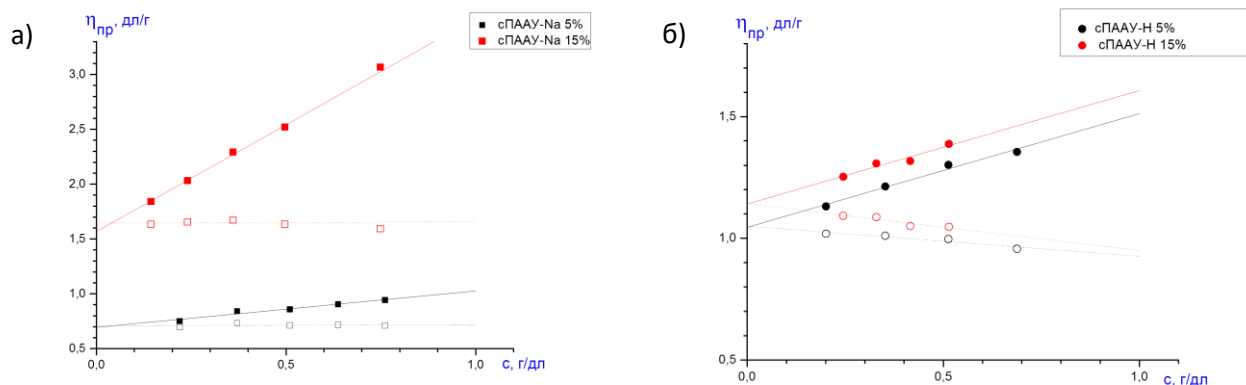 а)
η пр, дл/г
сПААУ-Na 5%
сПААУ-Na 15%
3,0
2,5
2,0
1,5
1,0
0,5
0,0
0,5
1,0
с, г/дл
б)
η пр, дл/г
сПААУ-Н 5%
сПААУ-Н 15%
1,5
1,0
0,5
0,0
0,5
1,0
с, г/дл